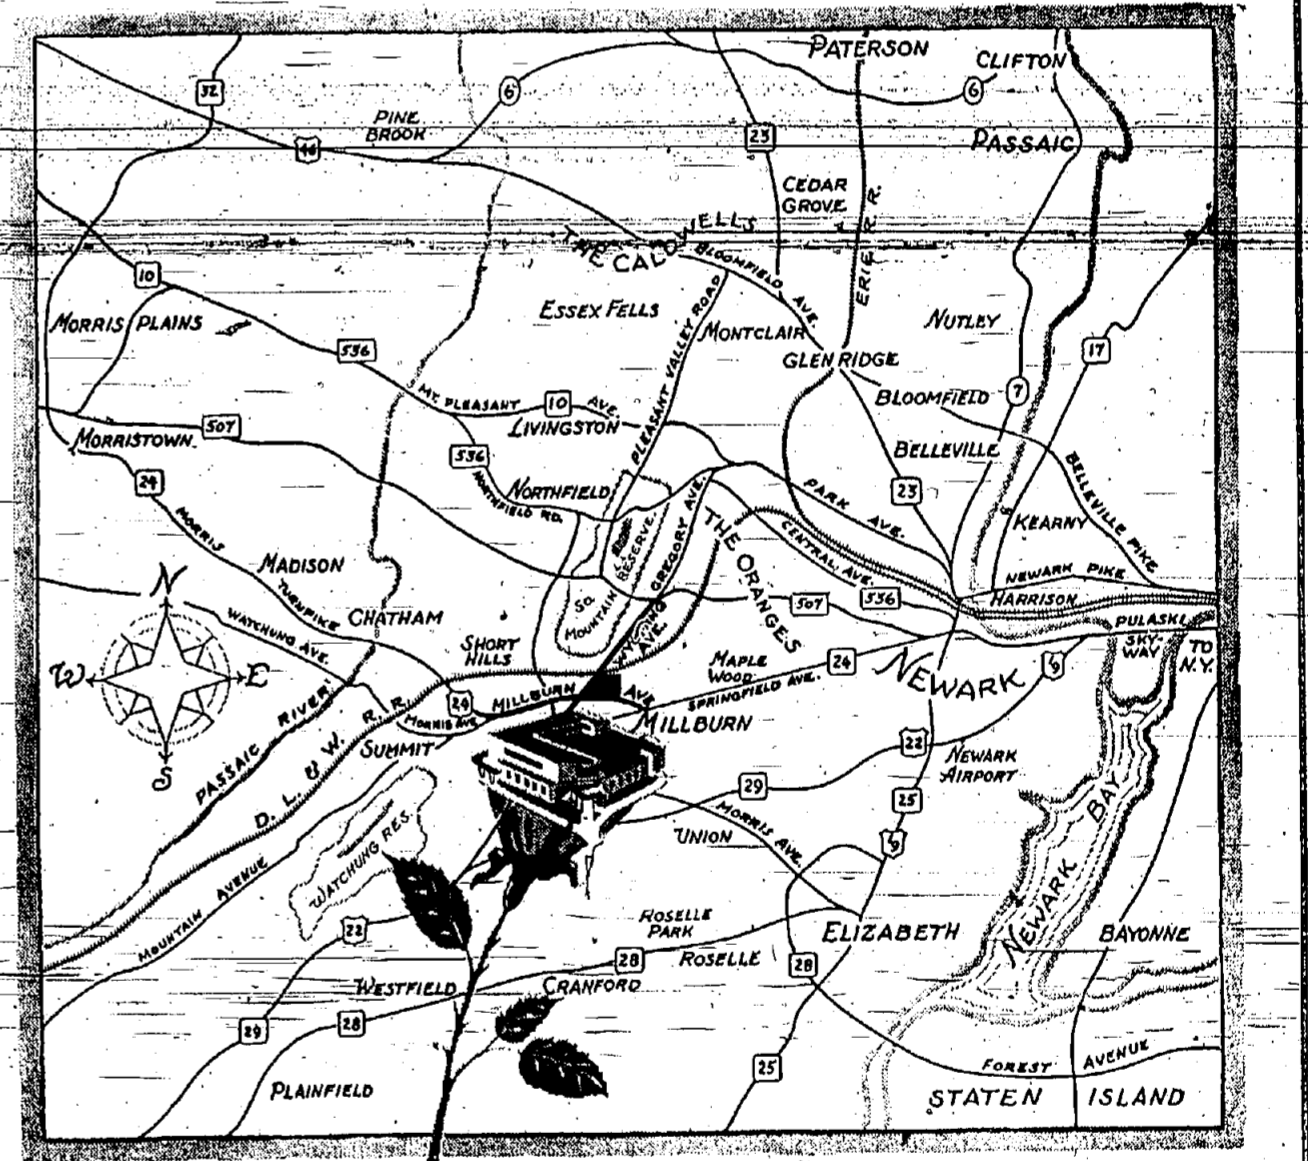 PATERSON
CLIFTON
32
6
6
PINE
BROOK
46
23
PASSAIC
CEDAR
GROVE
ERIE R. R.
THE CALDWELLS
BLOOMFIELD AVE.
10
ESSEX FELLS
PLEASANT VALLEY ROAD
MORRIS PLAINS
MONTCLAIR
NUTLEY
536
GLEN RIDGE
17
MT. PLEASANT
10
AVE.
BLOOMFIELD
7
507
LIVINGSTON
MORRISTOWN
BELLEVILLE
536
24
NORTHFIELD
23
BELLEVILLE PIKE
NORTHFIELD RD.
PARK AVE.
MORRIS
RESERVE.
GREGORY AVE.
THE ORANGES
CENTRAL AVE.
KEARNY
MADISON
TURNPIKE
NEWARK PIKE
N
SO.
MOUNTAIN
507
536
HARRISON
WATCHUNG AVE.
CHATHAM
WYOMING
AVE.
PULASKI
SKY-
WAY
TO
N.Y.
SHORT
HILLS
MAPLE
WOOD
24
9
W
E
SPRINGFIELD AVE.
NEWARK
24
MILLBURN
AVE.
MORRIS AVE.
MILLBURN
PASSAIC RIVER
D. L. & W. R. R.
SUMMIT
22
NEWARK
AIRPORT
S
29
25
MORRIS AVE.
UNION
9
WATCHUNG RES.
MOUNTAIN AVENUE
NEWARK BAY
22
ROSELLE
PARK
ELIZABETH
BAYONNE
28
ROSELLE
28
WESTFIELD
CRANFORD
29
28
25
FOREST AVENUE
PLAINFIELD
STATEN ISLAND